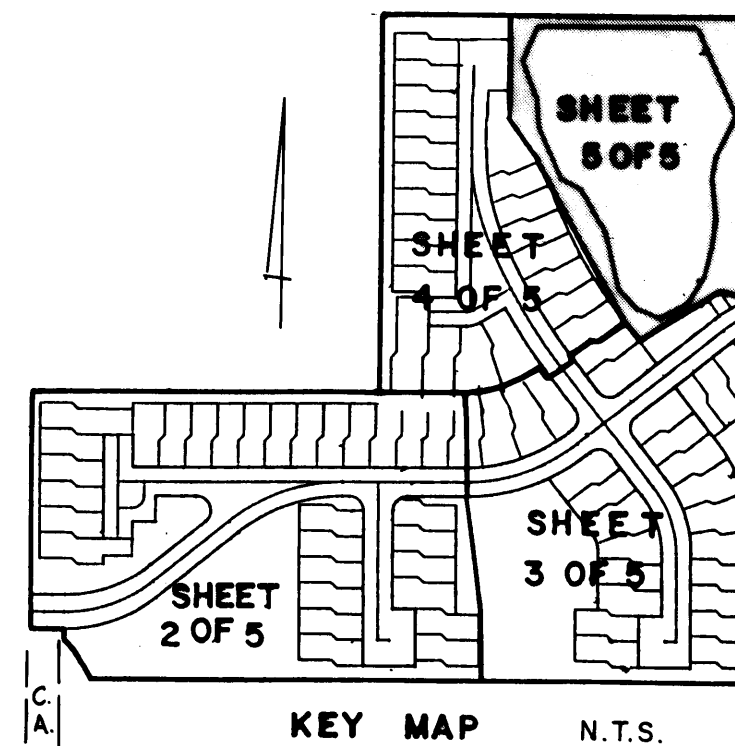 SHEET
5 OF 5
SHEET
4 OF 5
SHEET
3 OF 5
SHEET
2 OF 5
C.
A.
KEY MAP N.T.S.